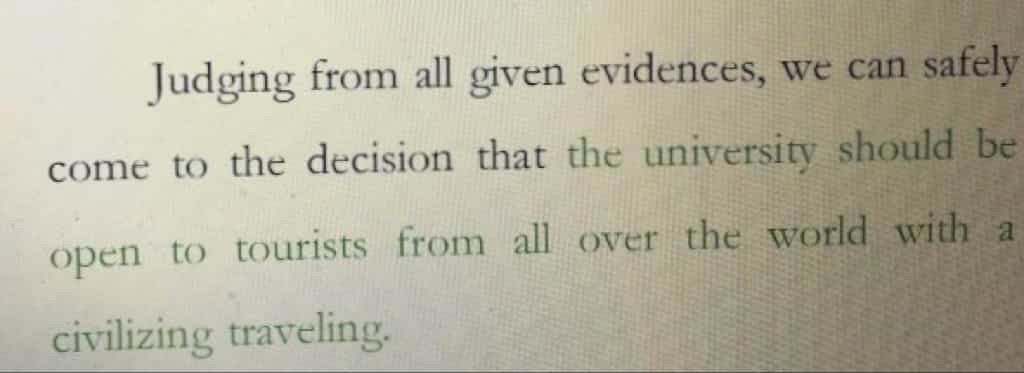 Judging from all given evidences, we can safely
come to the decision that the university should be
open to tourists from all over the world with a
civilizing traveling.